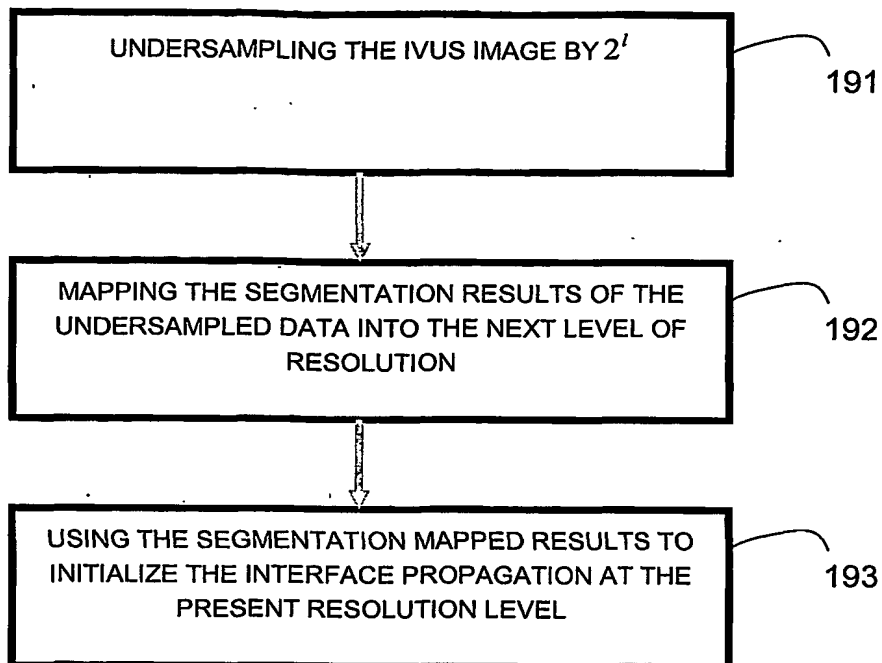 UNDERSAMPLING THE IVUS IMAGE BY 2^l
191
MAPPING THE SEGMENTATION RESULTS OF THE
UNDERSAMPLED DATA INTO THE NEXT LEVEL OF
RESOLUTION
192
USING THE SEGMENTATION MAPPED RESULTS TO
INITIALIZE THE INTERFACE PROPAGATION AT THE
PRESENT RESOLUTION LEVEL
193